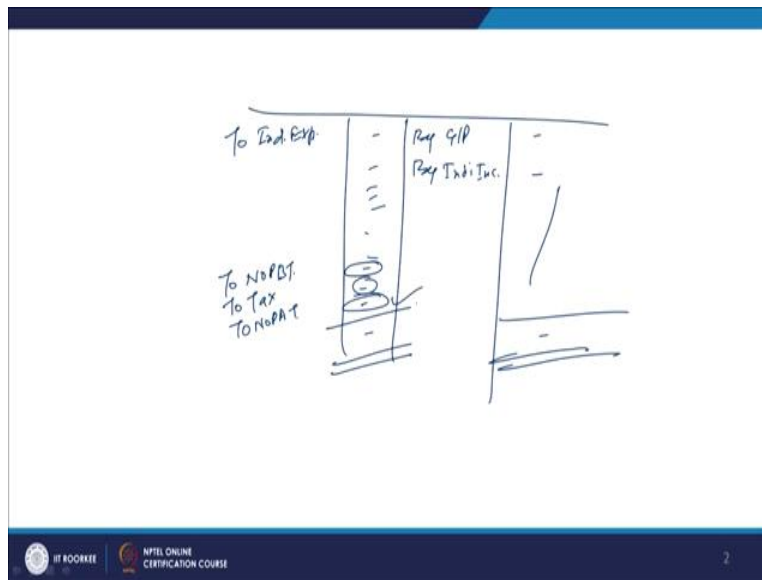 To Ind. Exp. - By G/P -
- By Indi Inc. -
To NOPBT. -
To Tax -
To NOPAT -
- -
IIT ROORKEE NPTEL ONLINE CERTIFICATION COURSE 2